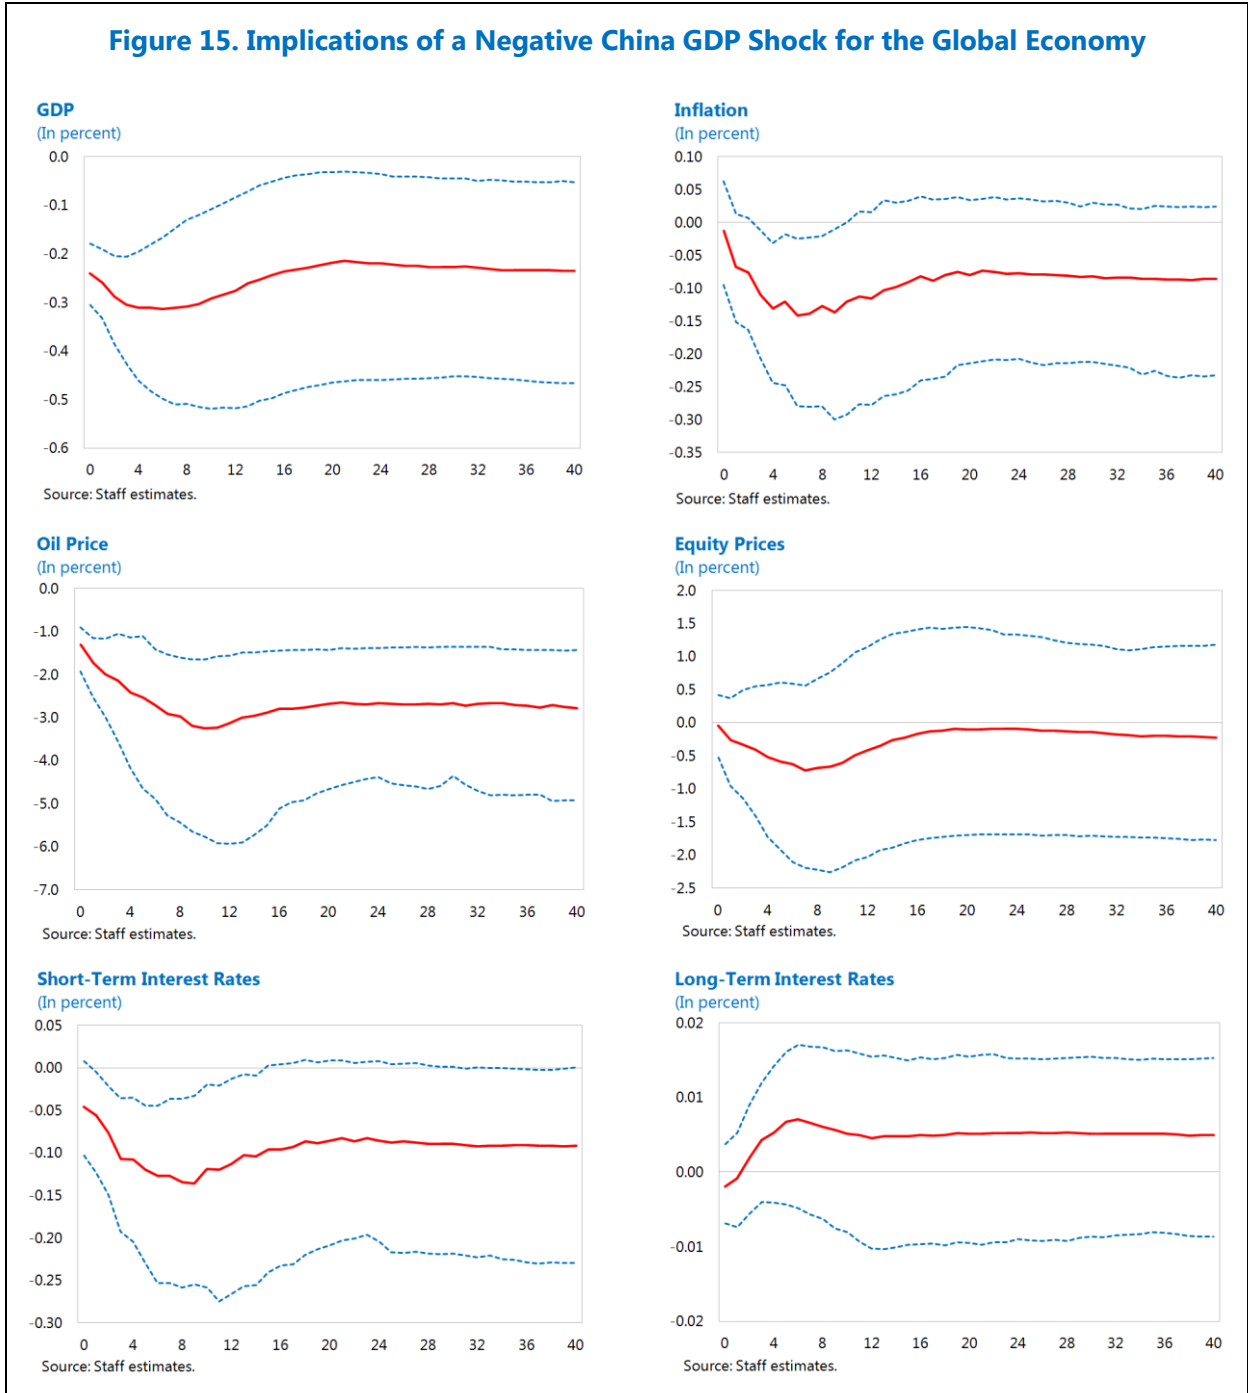 Figure 15. Implications of a Negative China GDP Shock for the Global Economy
GDP
(In percent)
0.0
-0.1
-0.2
-0.3
-0.4
-0.5
-0.6
0 4 8 12 16 20 24 28 32 36 40
Source: Staff estimates.
Inflation
(In percent)
0.10
0.05
0.00
-0.05
-0.10
-0.15
-0.20
-0.25
-0.30
-0.35
0 4 8 12 16 20 24 28 32 36 40
Source: Staff estimates.
Oil Price
(In percent)
0.0
-1.0
-2.0
-3.0
-4.0
-5.0
-6.0
-7.0
0 4 8 12 16 20 24 28 32 36 40
Source: Staff estimates.
Equity Prices
(In percent)
2.0
1.5
1.0
0.5
0.0
-0.5
-1.0
-1.5
-2.0
-2.5
0 4 8 12 16 20 24 28 32 36 40
Source: Staff estimates.
Short-Term Interest Rates
(In percent)
0.05
0.00
-0.05
-0.10
-0.15
-0.20
-0.25
-0.30
0 4 8 12 16 20 24 28 32 36 40
Source: Staff estimates.
Long-Term Interest Rates
(In percent)
0.02
0.01
0.00
-0.01
-0.02
0 4 8 12 16 20 24 28 32 36 40
Source: Staff estimates.